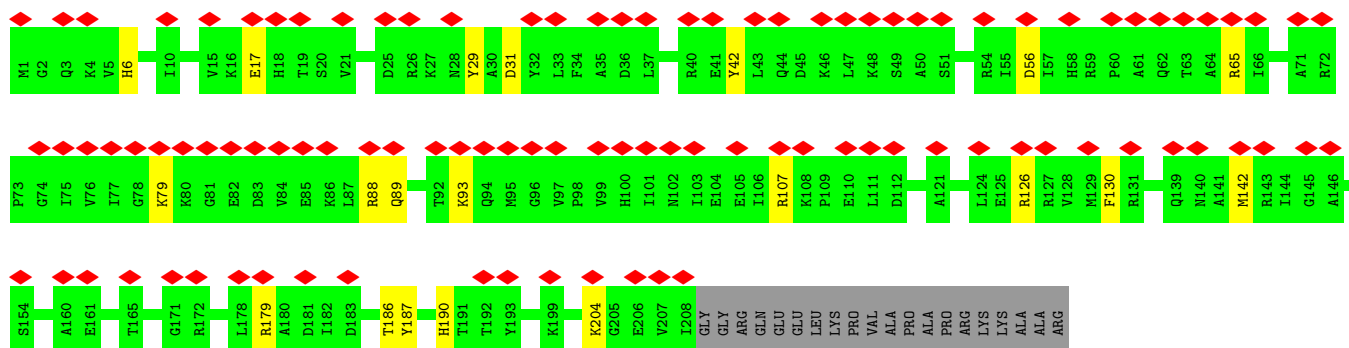 M1 G2 Q3 K4 V5 H6 I10 V15 K16 E17 H18 T19 S20 V21 D25 R26 K27 N28 Y29 A30 D31 Y32 L33 F34 A35 D36 L37 R40 E41 Y42 L43 Q44 D45 K46 L47 K48 S49 A50 S51 R54 I55 D56 I57 H58 R59 P60 A61 Q62 T63 A64 R65 I66 A71 R72
P73 G74 I75 V76 I77 G78 K79 K80 G81 E82 D83 V84 E85 K86 L87 R88 Q89 T92 K93 Q94 M95 G96 V97 P98 V99 H100 I101 N102 I103 E104 E105 I106 R107 K108 P109 E110 L111 D112 A121 L124 E125 R126 R127 V128 M129 F130 R131 Q139 N140 A141 M142 R143 I144 G145 A146
S154 A160 E161 T165 G171 R172 L178 R179 A180 D181 I182 D183 T186 Y187 H190 T191 T192 Y193 K199 K204 G205 E206 V207 I208 GLY GLY ARG GLN GLU GLU LEU LYS PRO VAL ALA PRO ALA PRO ARG LYS LYS ALA ALA ARG